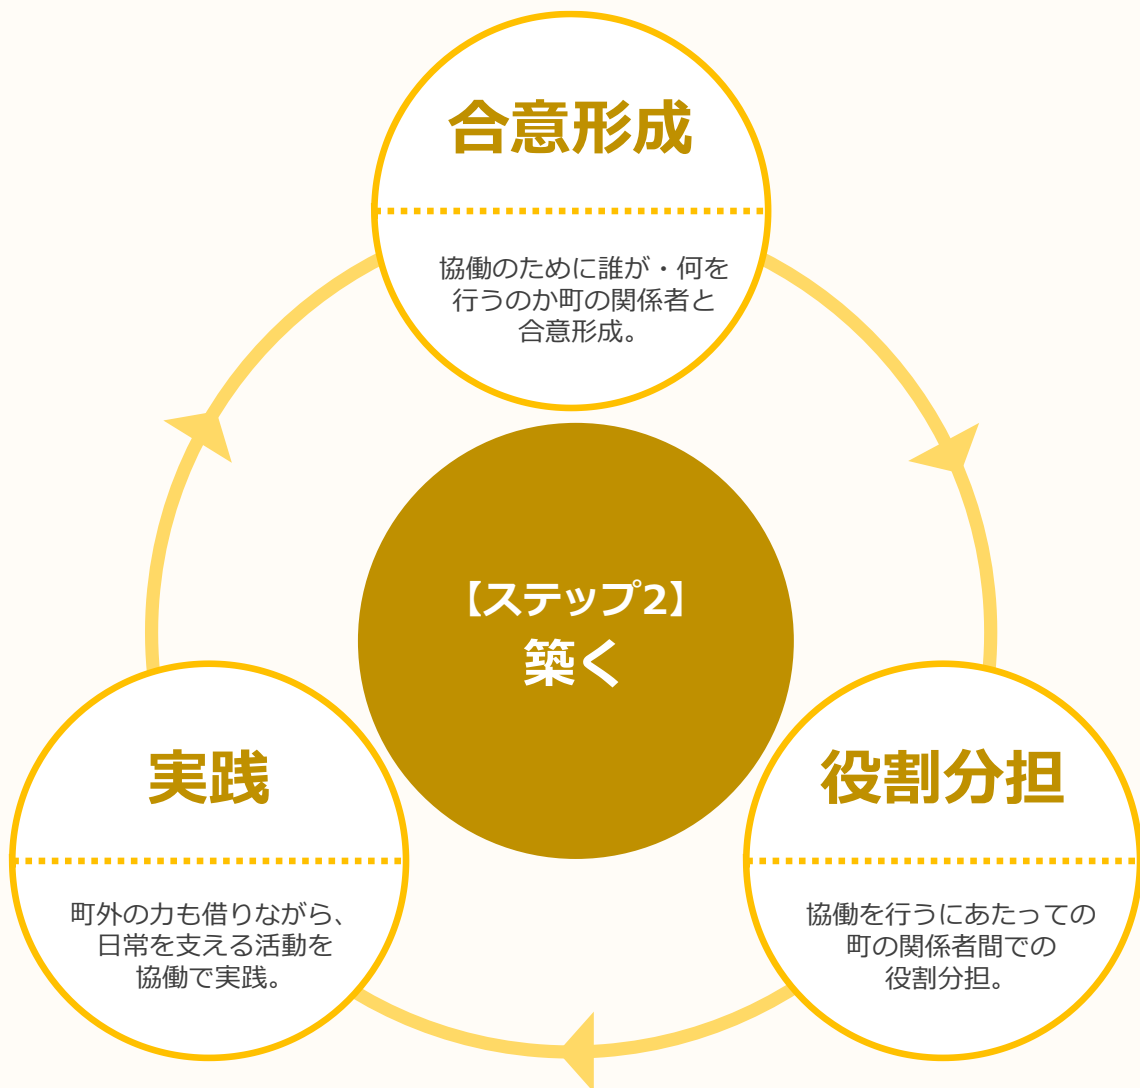 合意形成
協働のために誰が・何を
行うのか町の関係者と
合意形成。
【ステップ2】
築く
役割分担
協働を行うにあたっての
町の関係者間での
役割分担。
実践
町外の力も借りながら、
日常を支える活動を
協働で実践。